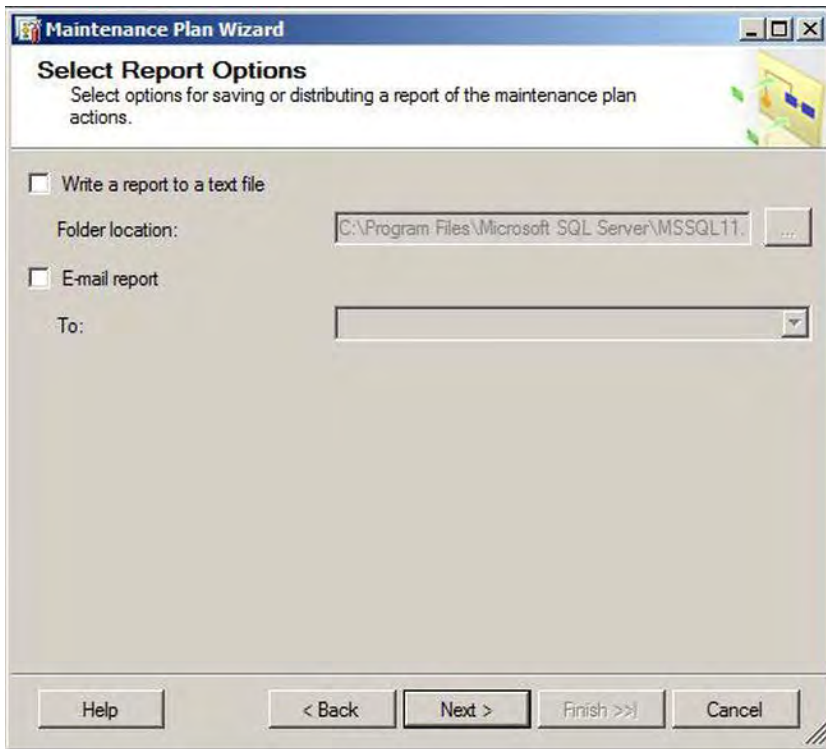 Maintenance Plan Wizard
Select Report Options
Select options for saving or distributing a report of the maintenance plan
actions.
Write a report to a text file
Folder location: C:\Program Files\Microsoft SQL Server\MSSQL11. ...
E-mail report
To:
Help < Back Next > Finish >>| Cancel